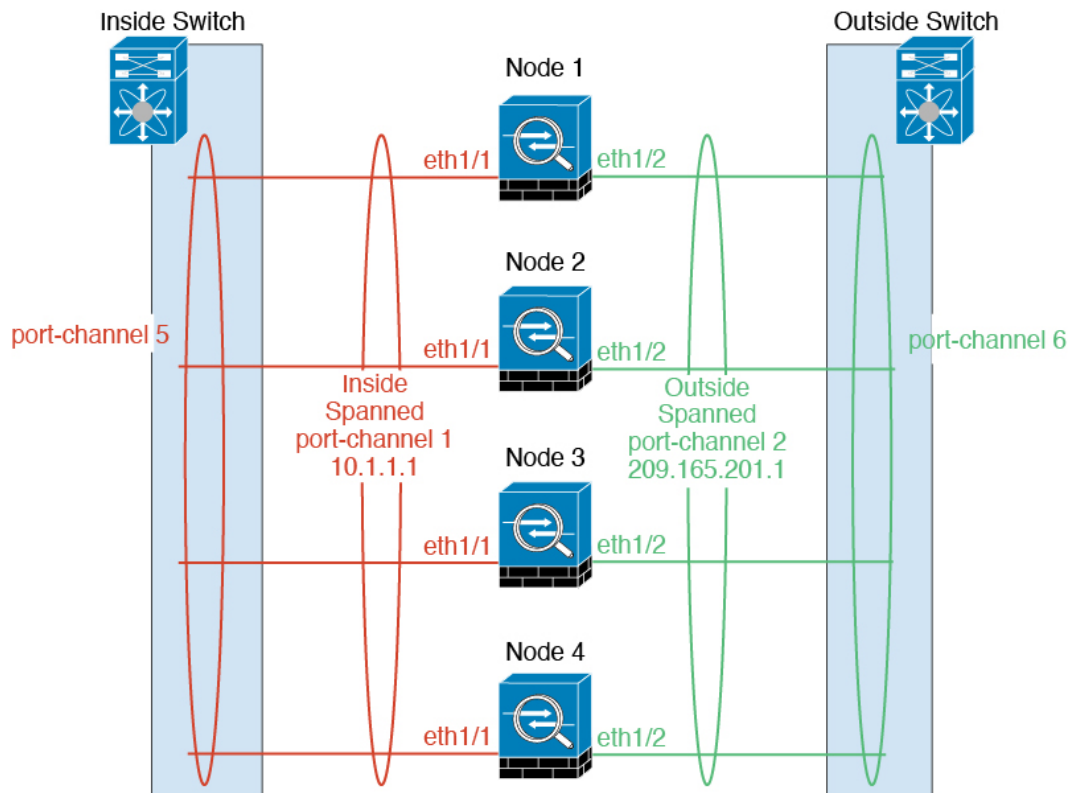 Inside Switch
Outside Switch
Node 1
eth1/1
eth1/2
Node 2
port-channel 5
eth1/1
eth1/2
port-channel 6
Inside
Spanned
port-channel 1
10.1.1.1
Outside
Spanned
port-channel 2
209.165.201.1
Node 3
eth1/1
eth1/2
Node 4
eth1/1
eth1/2